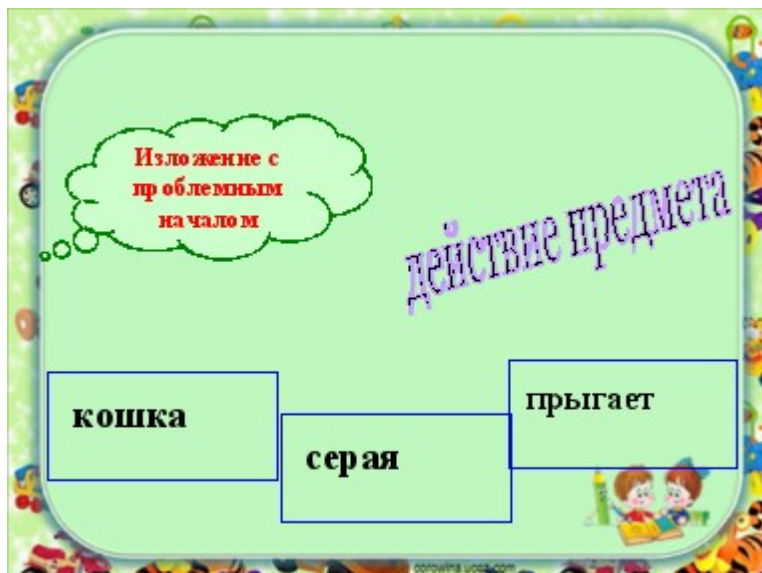 Изложение с
проблемным
началом
действие предмета
кошка
серая
прыгает
corowina.ucoz.com